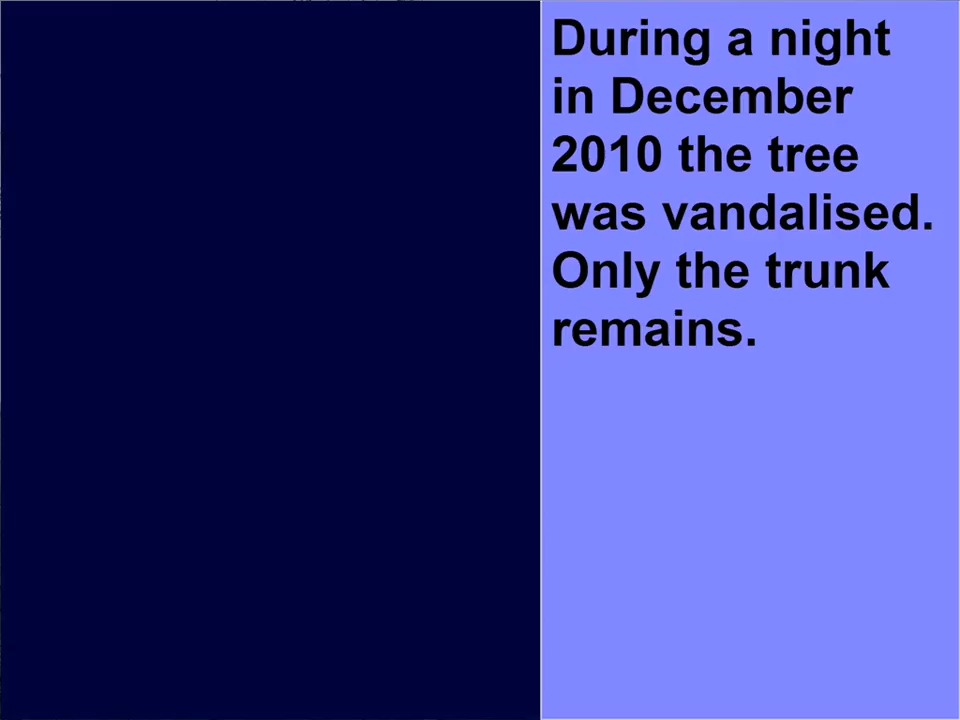 During a night
in December
2010 the tree
was vandalised.
Only the trunk
remains.